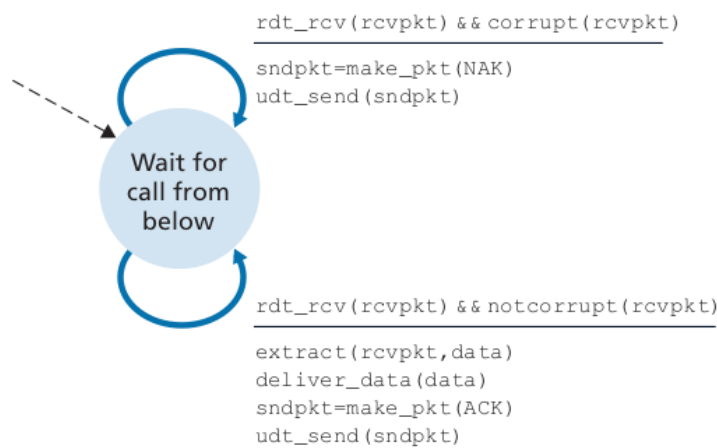 rdt_rcv(rcvpkt) && corrupt(rcvpkt)
sndpkt=make_pkt(NAK)
udt_send(sndpkt)
Wait for
call from
below
rdt_rcv(rcvpkt) && notcorrupt(rcvpkt)
extract(rcvpkt,data)
deliver_data(data)
sndpkt=make_pkt(ACK)
udt_send(sndpkt)